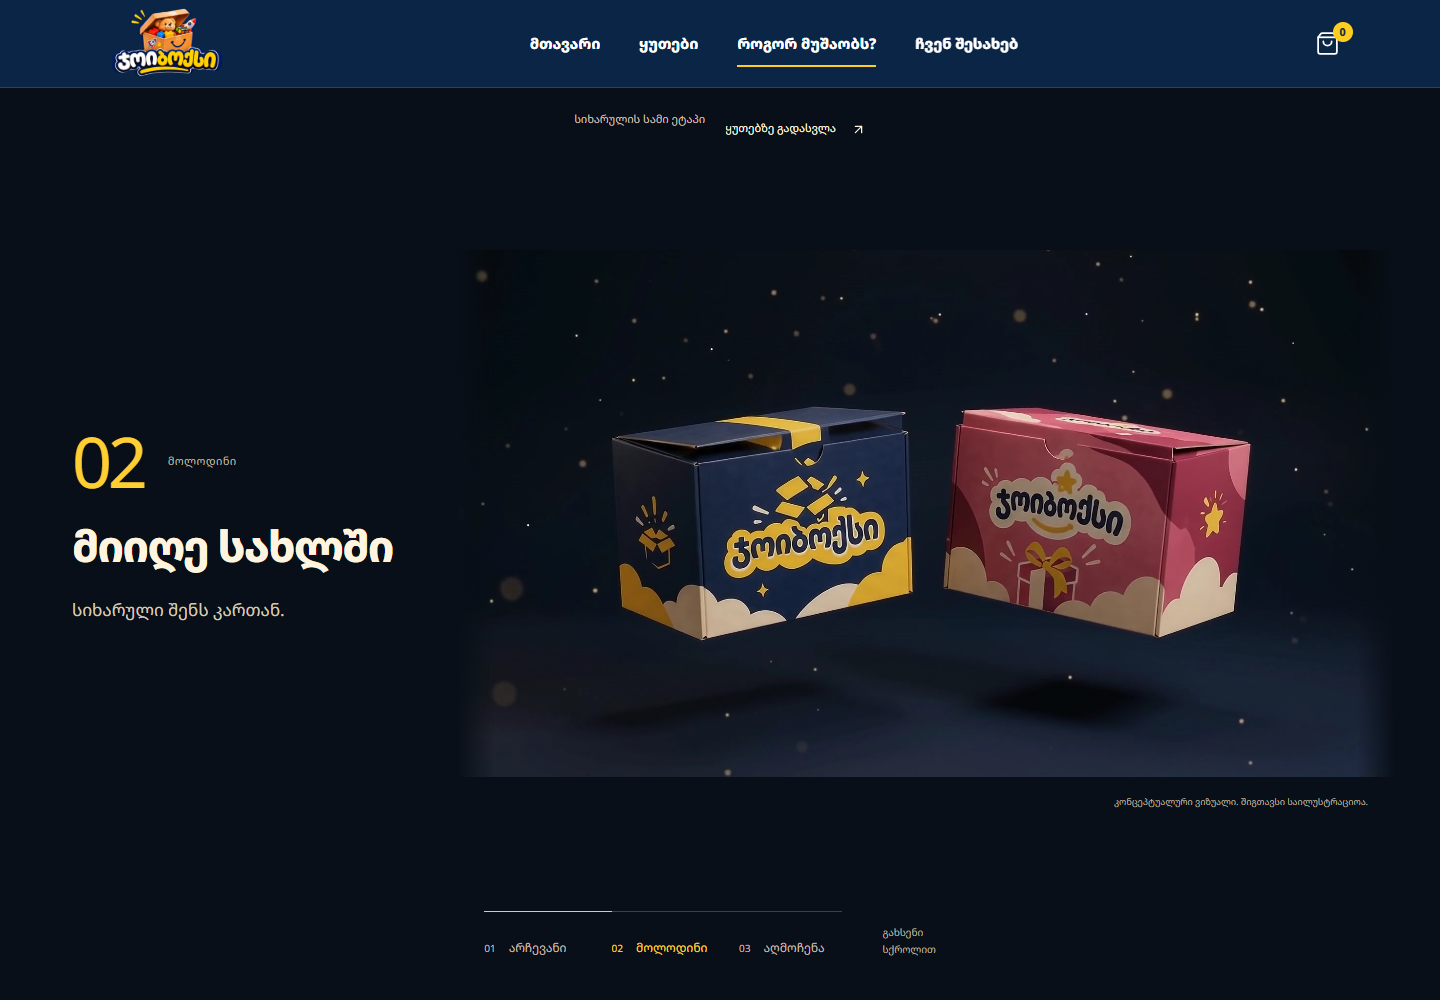 ჯოიბოქსი
მთავარი
ყუთები
როგორ მუშაობს?
ჩვენ შესახებ
0
სიხარულის სამი ეტაპი
ყუთებზე გადასვლა
02
მოლოდინი
მიიღე სახლში
სიხარული შენს კართან.
ჯოიბოქსი
ჯოიბოქსი
კონცეპტუალური ვიზუალი. შიგთავსი საილუსტრაციოა.
01 არჩევანი
02 მოლოდინი
03 აღმოჩენა
გახსენი
სქროლით